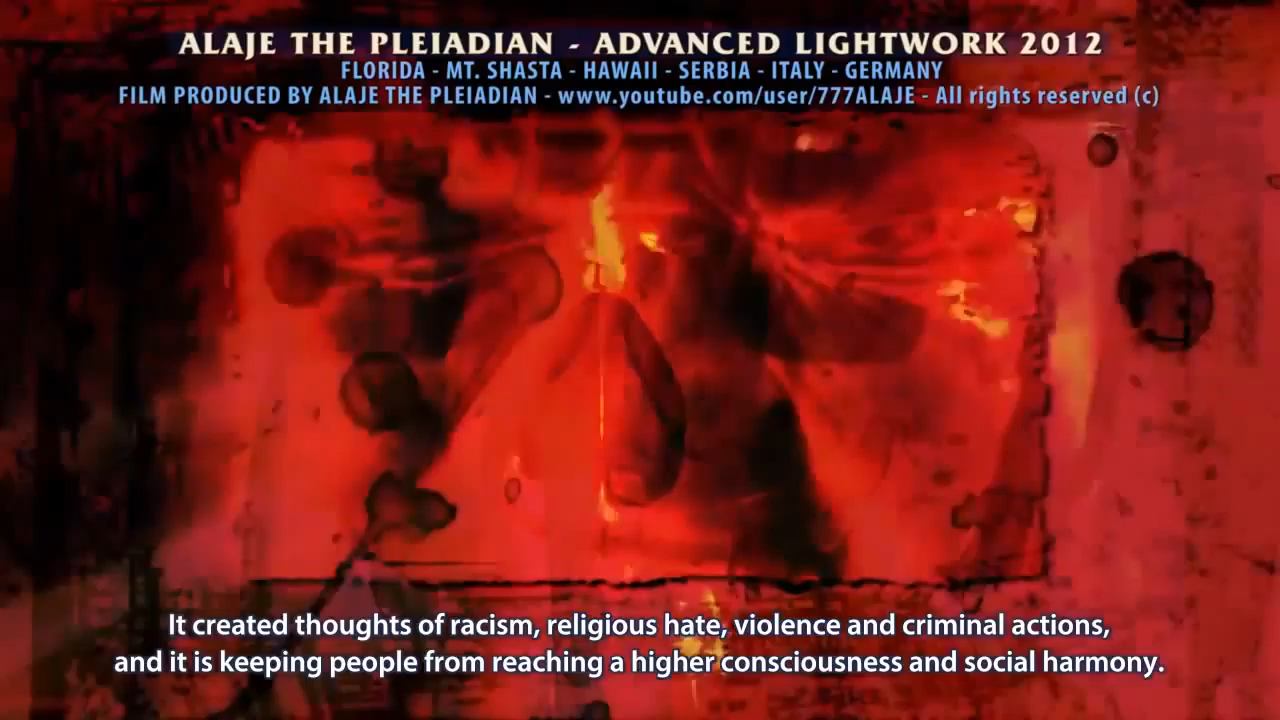 ALAJE THE PLEIADIAN - ADVANCED LIGHTWORK 2012
FLORIDA - MT. SHASTA - HAWAII - SERBIA - ITALY - GERMANY
FILM PRODUCED BY ALAJE THE PLEIADIAN - www.youtube.com/user/777ALAJE - All rights reserved (c)
It created thoughts of racism, religious hate, violence and criminal actions,
and it is keeping people from reaching a higher consciousness and social harmony.